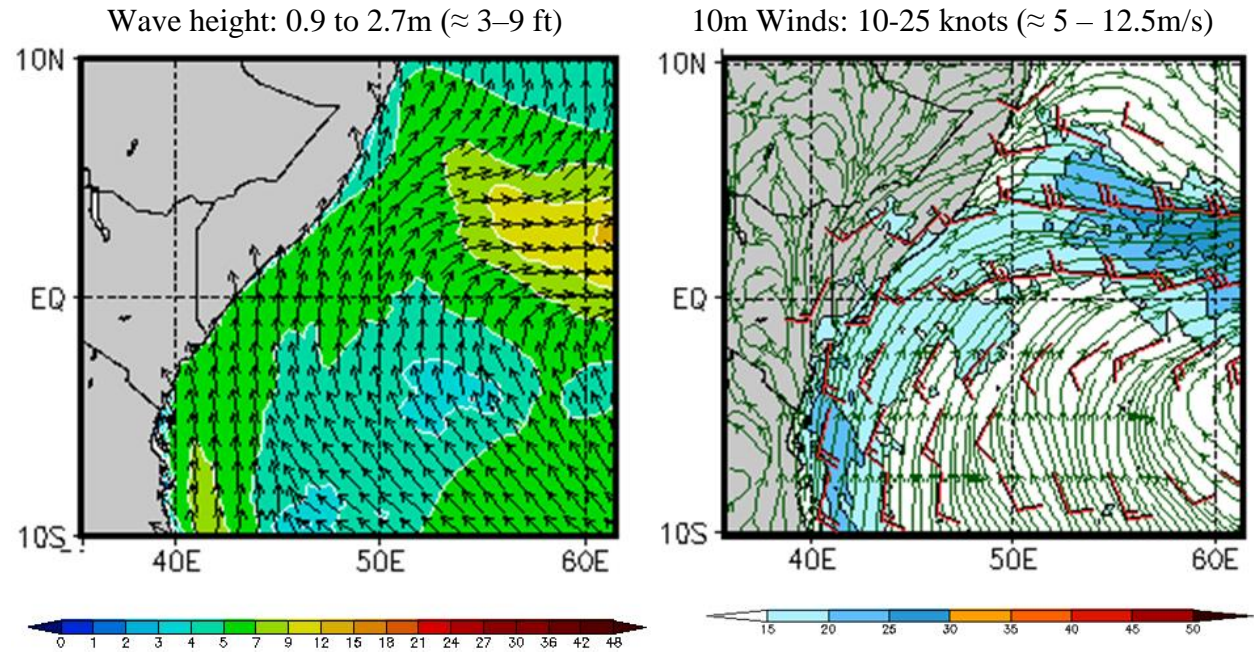 Wave height: 0.9 to 2.7m (≈ 3–9 ft)
10m Winds: 10-25 knots (≈ 5 – 12.5m/s)
10N
EQ
10S
40E
50E
60E
10N
EQ
10S
40E
50E
60E
0 1 2 3 4 5 7 9 12 15 18 21 24 27 30 36 42 48
15 20 25 30 35 40 45 50